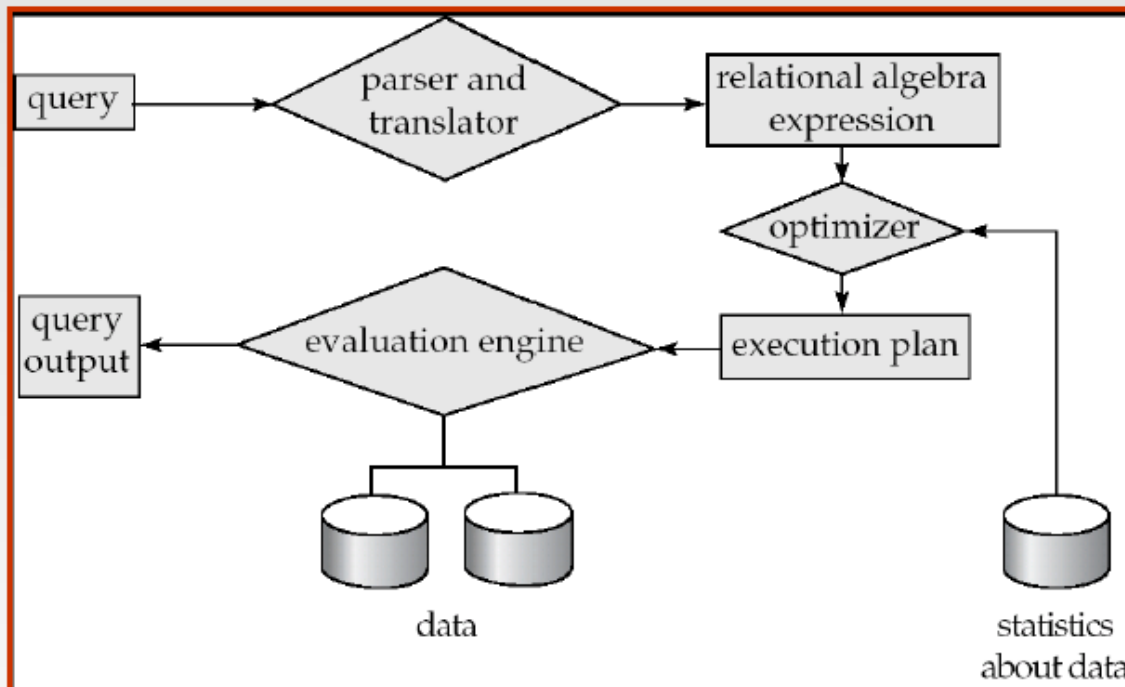 query
parser and
translator
relational algebra
expression
optimizer
query
output
evaluation engine
execution plan
data
statistics
about data